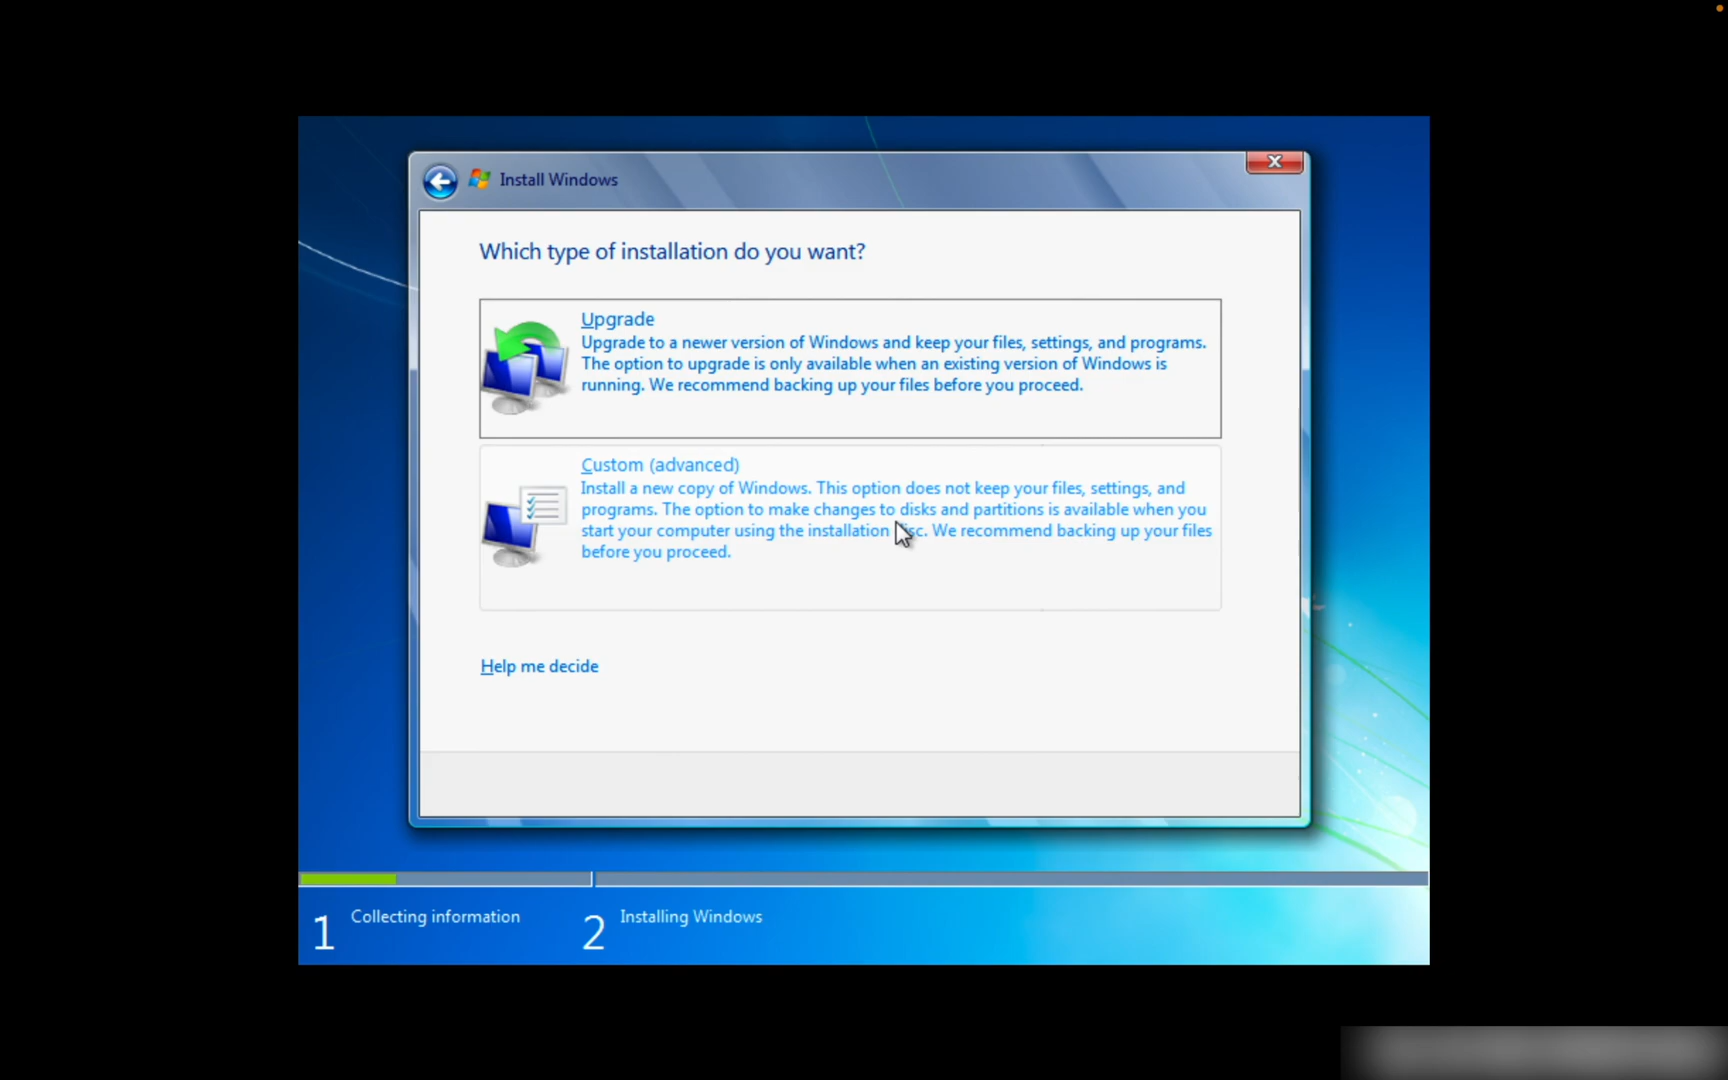 Install Windows
Which type of installation do you want?
Upgrade
Upgrade to a newer version of Windows and keep your files, settings, and programs.
The option to upgrade is only available when an existing version of Windows is
running. We recommend backing up your files before you proceed.
Custom (advanced)
Install a new copy of Windows. This option does not keep your files, settings, and
programs. The option to make changes to disks and partitions is available when you
start your computer using the installation disc. We recommend backing up your files
before you proceed.
Help me decide
1 Collecting information
2 Installing Windows